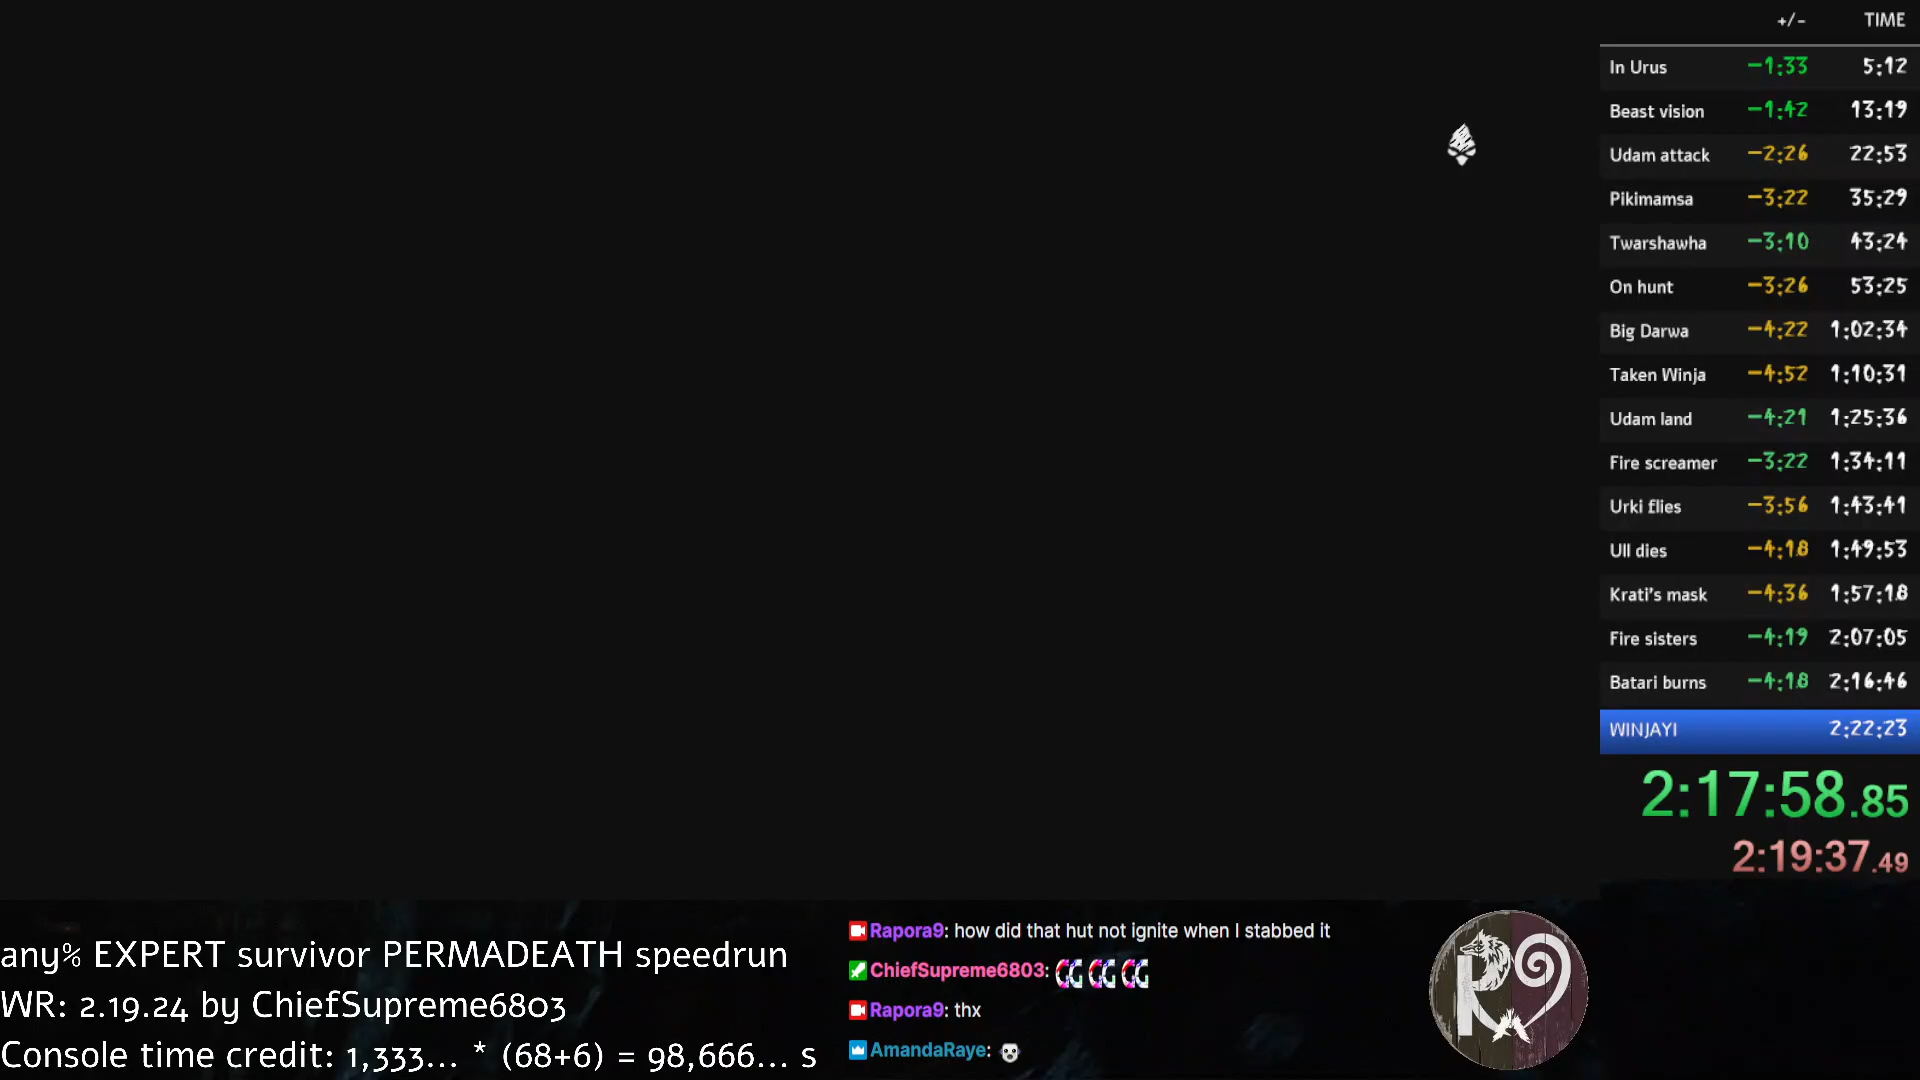 +/- TIME
In Urus -1:33 5:12
Beast vision -1:42 13:19
Udam attack -2:26 22:53
Pikimamsa -3:22 35:29
Twarshawha -3:10 43:24
On hunt -3:26 53:25
Big Darwa -4:22 1:02:34
Taken Winja -4:52 1:10:31
Udam land -4:21 1:25:36
Fire screamer -3:22 1:34:11
Urki flies -3:56 1:43:41
Ull dies -4:18 1:49:53
Krati's mask -4:36 1:57:18
Fire sisters -4:19 2:07:05
Batari burns -4:18 2:16:46
WINJAYI 2:22:23
2:17:58.85
2:19:37.49
any% EXPERT survivor PERMADEATH speedrun
WR: 2.19.24 by ChiefSupreme6803
Console time credit: 1,333... * (68+6) = 98,666... s
Rapora9: how did that hut not ignite when I stabbed it
ChiefSupreme6803: GG GG GG
Rapora9: thx
AmandaRaye:
R9